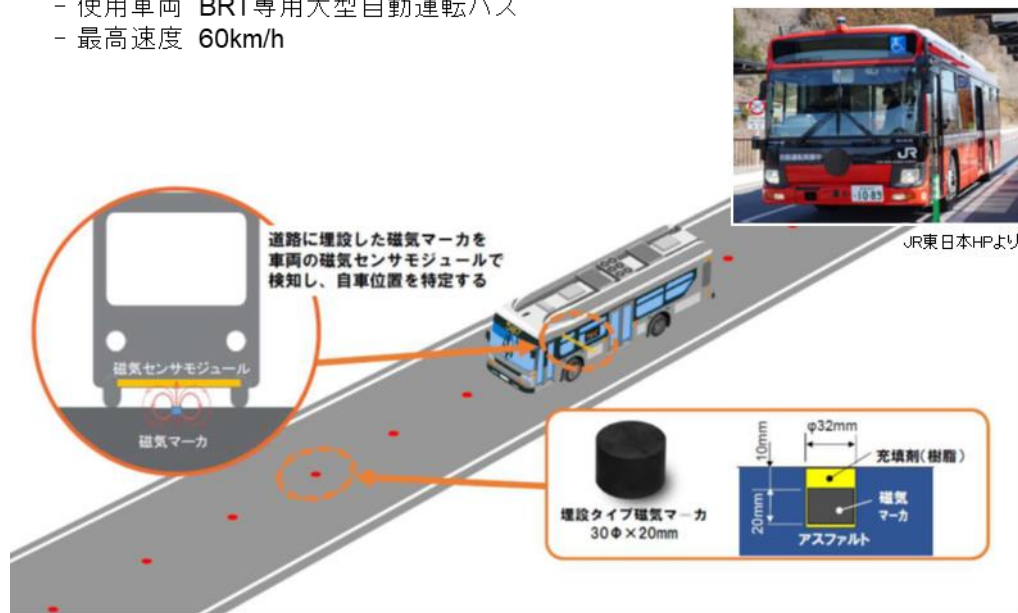 - 使用車両 BRT専用大型自動運転バス
- 最高速度 60km/h
JR
・1089
JR東日本HPより
道路に埋設した磁気マーカを
車両の磁気センサモジュールで
検知し、自車位置を特定する
磁気センサモジュール
磁気マーカ
埋設タイプ磁気マーカ
30Φ×20mm
φ32mm
10mm
20mm
充填剤(樹脂)
磁気
マーカ
アスファルト